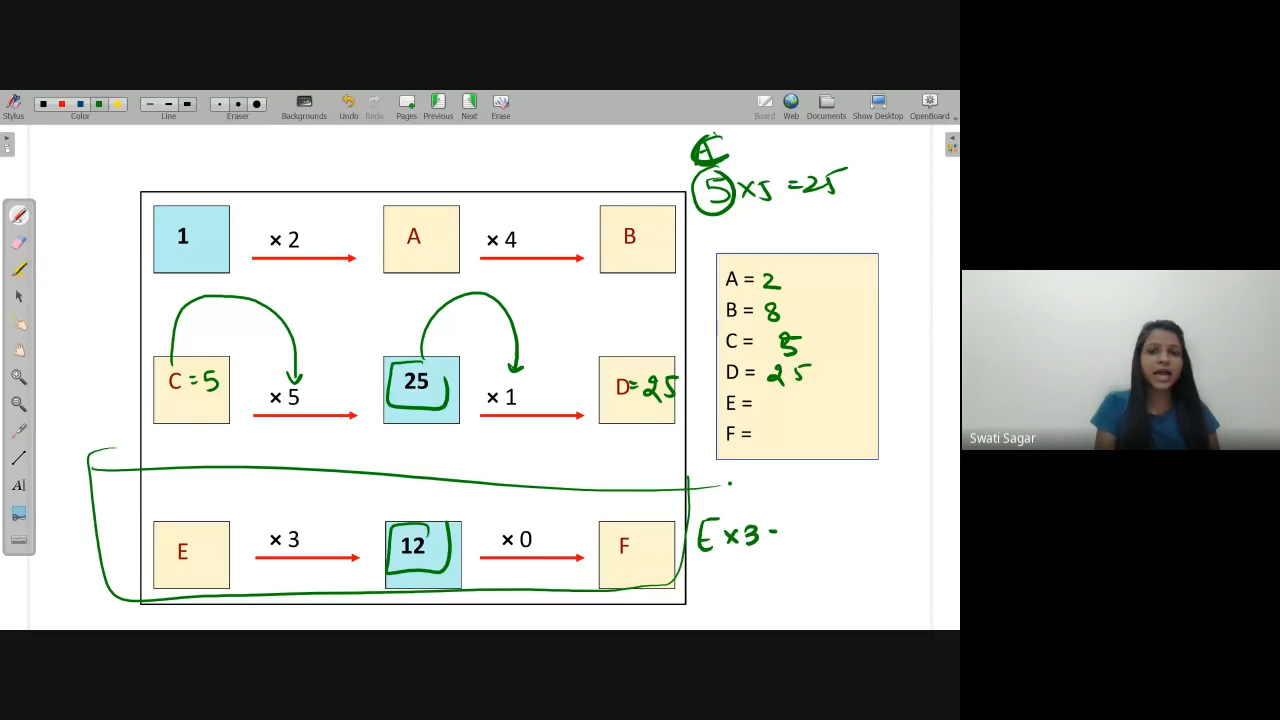 Stylus Color Line Eraser Backgrounds Undo Redo Pages Previous Next Erase Board Web Documents Show Desktop OpenBoard
5 × 5 = 25
1 × 2 A × 4 B
A = 2
B = 8
C = 5
D = 25
E =
F =
C = 5 × 5 25 × 1 D = 25
E × 3 12 × 0 F
E × 3 -
Swati Sagar